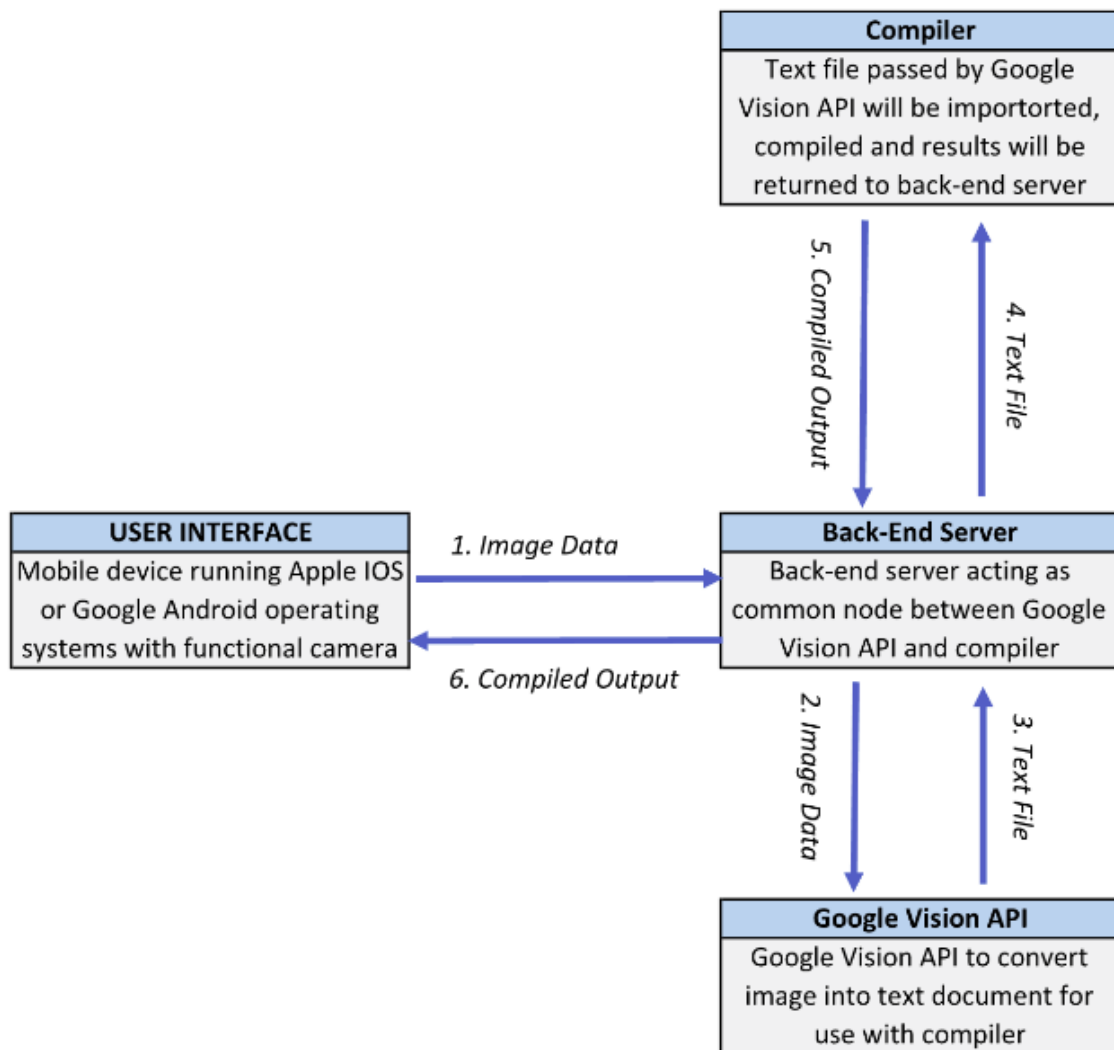 Compiler
Text file passed by Google
Vision API will be importorted,
compiled and results will be
returned to back-end server
5. Compiled Output
4. Text File
USER INTERFACE
Mobile device running Apple IOS
or Google Android operating
systems with functional camera
1. Image Data
6. Compiled Output
Back-End Server
Back-end server acting as
common node between Google
Vision API and compiler
2. Image Data
3. Text File
Google Vision API
Google Vision API to convert
image into text document for
use with compiler